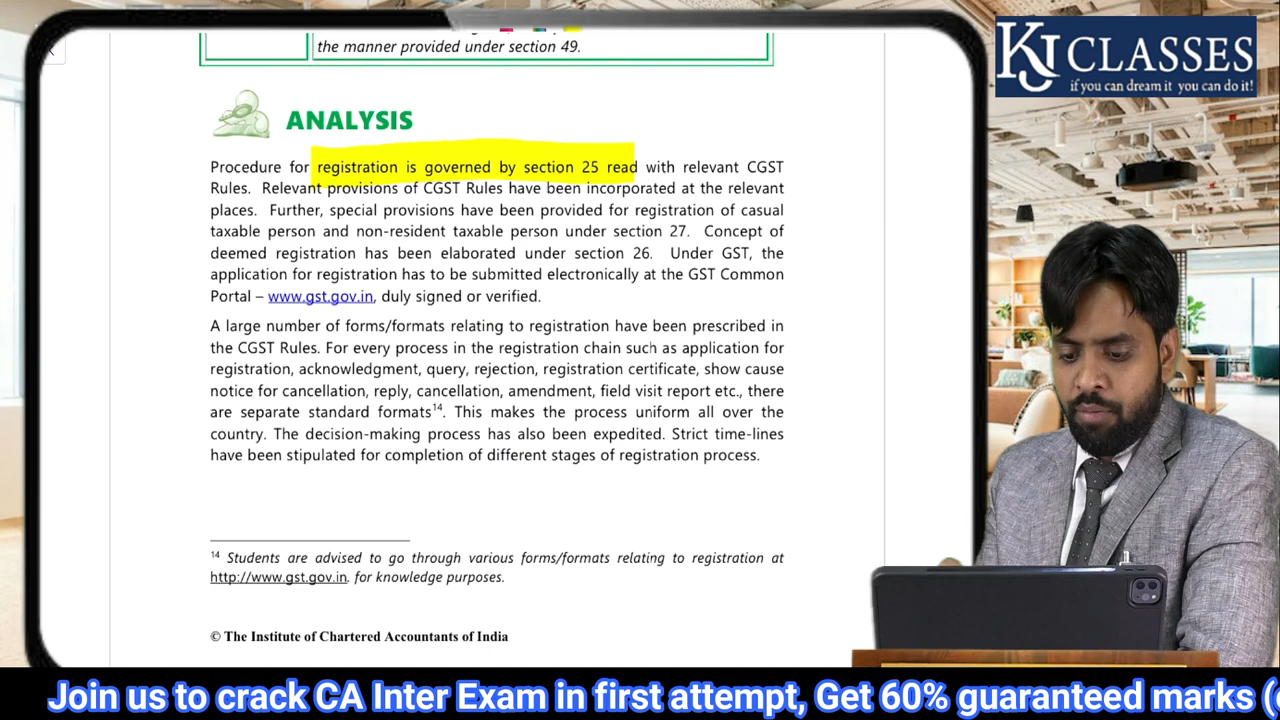 the manner provided under section 49.
KJ CLASSES
if you can dream it you can do it!
ANALYSIS
Procedure for registration is governed by section 25 read with relevant CGST
Rules. Relevant provisions of CGST Rules have been incorporated at the relevant
places. Further, special provisions have been provided for registration of casual
taxable person and non-resident taxable person under section 27. Concept of
deemed registration has been elaborated under section 26. Under GST, the
application for registration has to be submitted electronically at the GST Common
Portal – www.gst.gov.in, duly signed or verified.
A large number of forms/formats relating to registration have been prescribed in
the CGST Rules. For every process in the registration chain such as application for
registration, acknowledgment, query, rejection, registration certificate, show cause
notice for cancellation, reply, cancellation, amendment, field visit report etc., there
are separate standard formats14. This makes the process uniform all over the
country. The decision-making process has also been expedited. Strict time-lines
have been stipulated for completion of different stages of registration process.
14 Students are advised to go through various forms/formats relating to registration at
http://www.gst.gov.in. for knowledge purposes.
© The Institute of Chartered Accountants of India
Join us to crack CA Inter Exam in first attempt, Get 60% guaranteed marks (